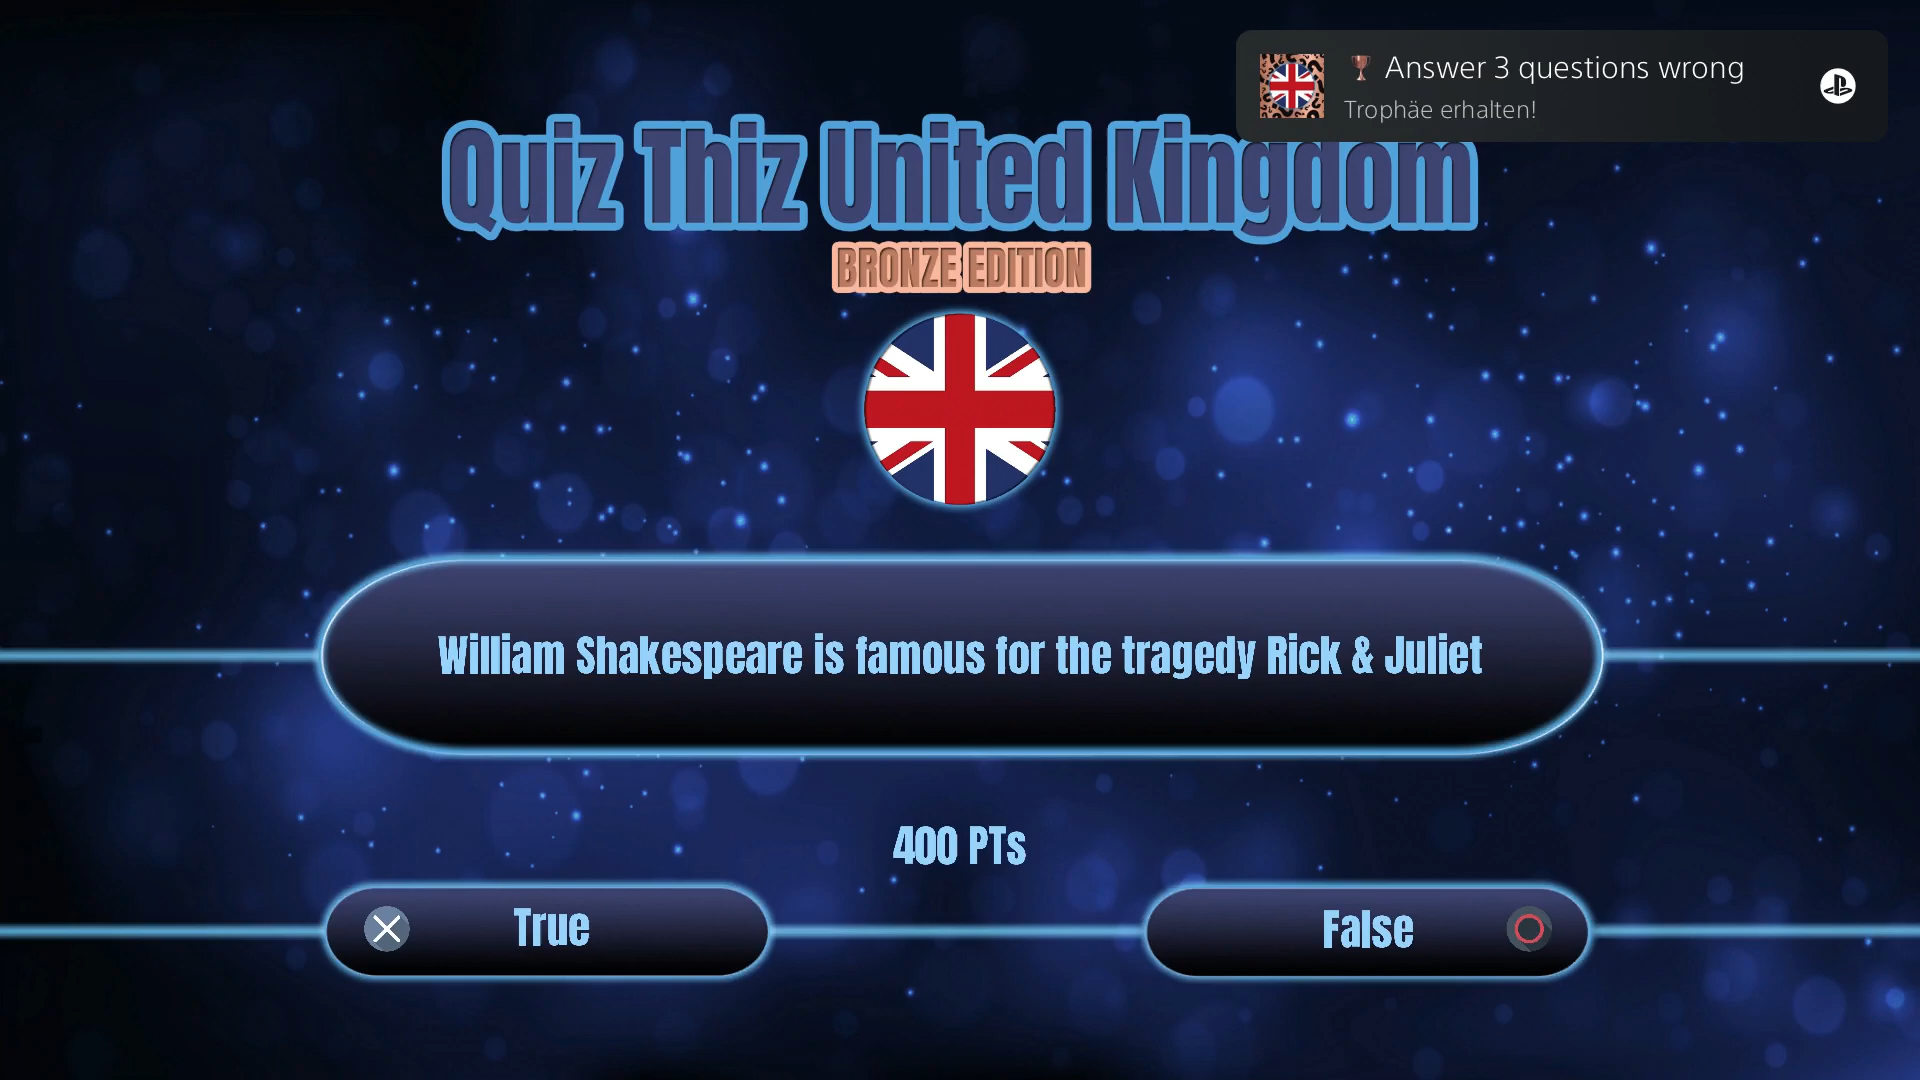 Answer 3 questions wrong
Trophäe erhalten!
Quiz Thiz United Kingdom
BRONZE EDITION
William Shakespeare is famous for the tragedy Rick & Juliet
400 PTs
True
False